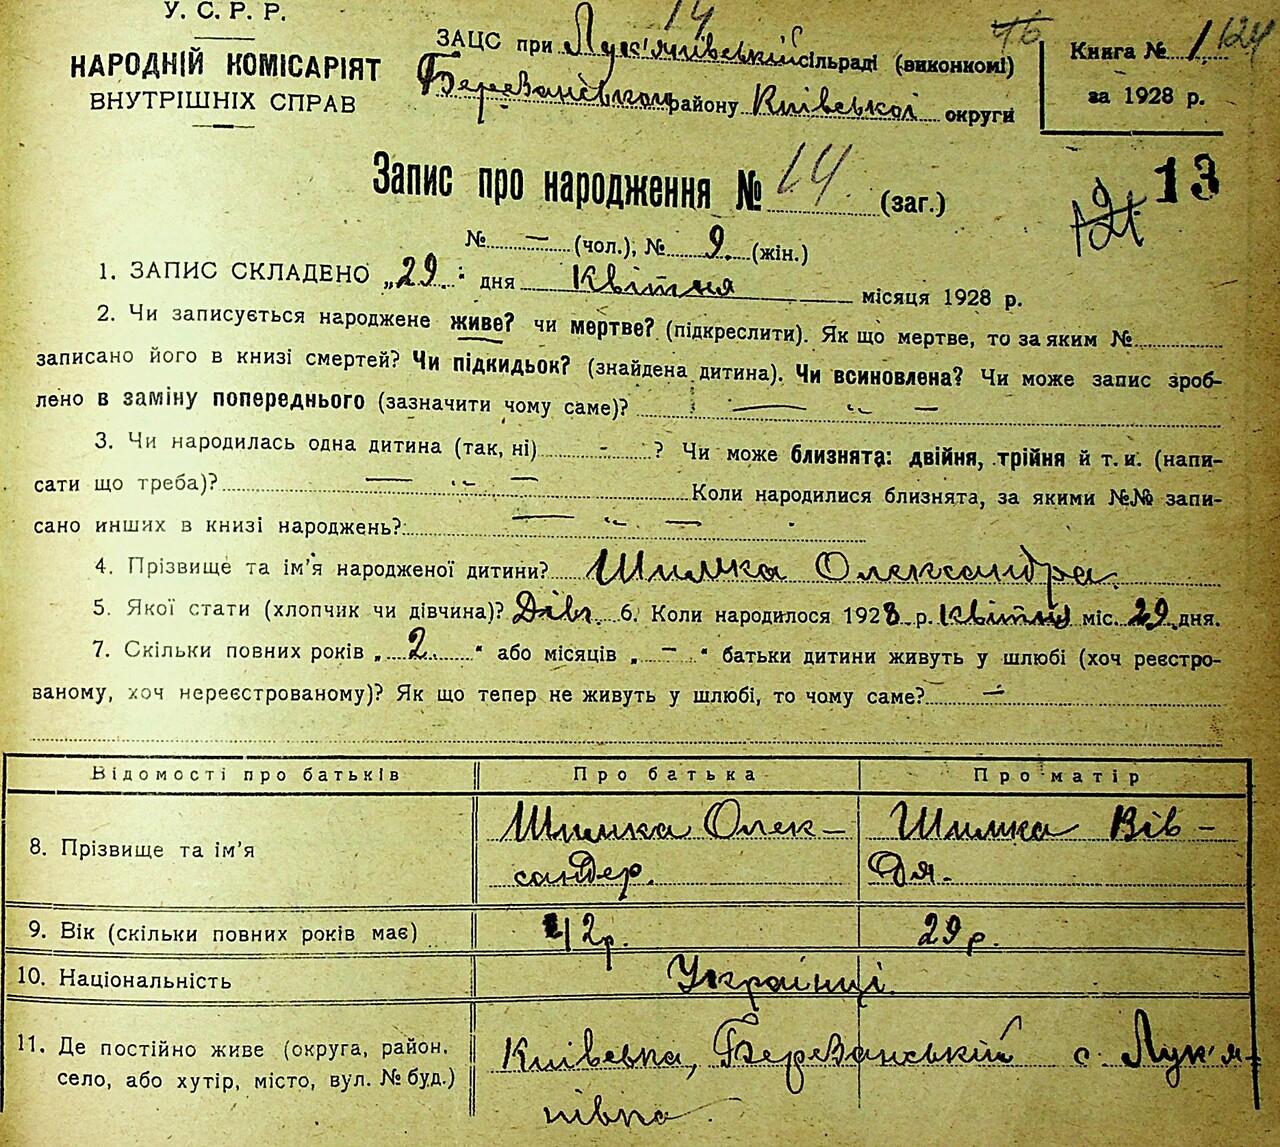 У. С. Р. Р.
НАРОДНІЙ КОМІСАРІЯТ
ВНУТРІШНІХ СПРАВ
14
ЗАЦС при Лук'янівській сільраді (виконкомі)
Березанського району Київської округи
Книга № 1
за 1928 р.
Запис про народження № 14 (заг.)
13
121
№ — (чол.), № 9 (жін.)
1. ЗАПИС СКЛАДЕНО „29" дня Квітня місяця 1928 р.
2. Чи записується народжене живе? чи мертве? (підкреслити). Як що мертве, то за яким №
записано його в книзі смертей? Чи підкидьок? (знайдена дитина). Чи всиновлена? Чи може запис зроб-
лено в заміну попереднього (зазначити чому саме)? — „ —
3. Чи народилась одна дитина (так, ні) - ? Чи може близнята: двійня, трійня й т. и. (напи-
сати що треба)? — „ — Коли народилися близнята, за якими №№ запи-
сано инших в книзі народжень? — „ —
4. Прізвище та ім'я народженої дитини? Шимка Олександра.
5. Якої стати (хлопчик чи дівчина)? Дівч. 6. Коли народилося 1928 р. Квітня міс. 29 дня.
7. Скільки повних років „ 2 " або місяців „ — " батьки дитини живуть у шлюбі (хоч реєстро-
ваному, хоч нереєстрованому)? Як що тепер не живуть у шлюбі, то чому саме? —
Відомості про батьків Про батька Про матір
8. Прізвище та ім'я Шимка Олек-
сандер. Шимка Вів-
дя.
9. Вік (скільки повних років має) 42 р. 29 р.
10. Національність Українці.
11. Де постійно живе (округа, район, село, або хутір, місто, вул. № буд.) Київська, Березанський с. Лук'я-
нівка.